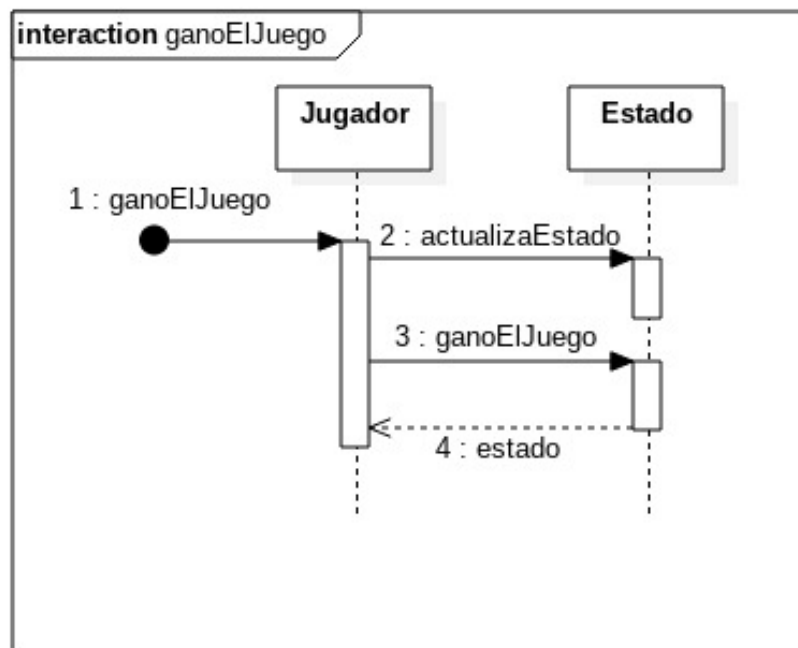 interaction ganoElJuego
Jugador
Estado
1 : ganoElJuego
2 : actualizaEstado
3 : ganoElJuego
4 : estado